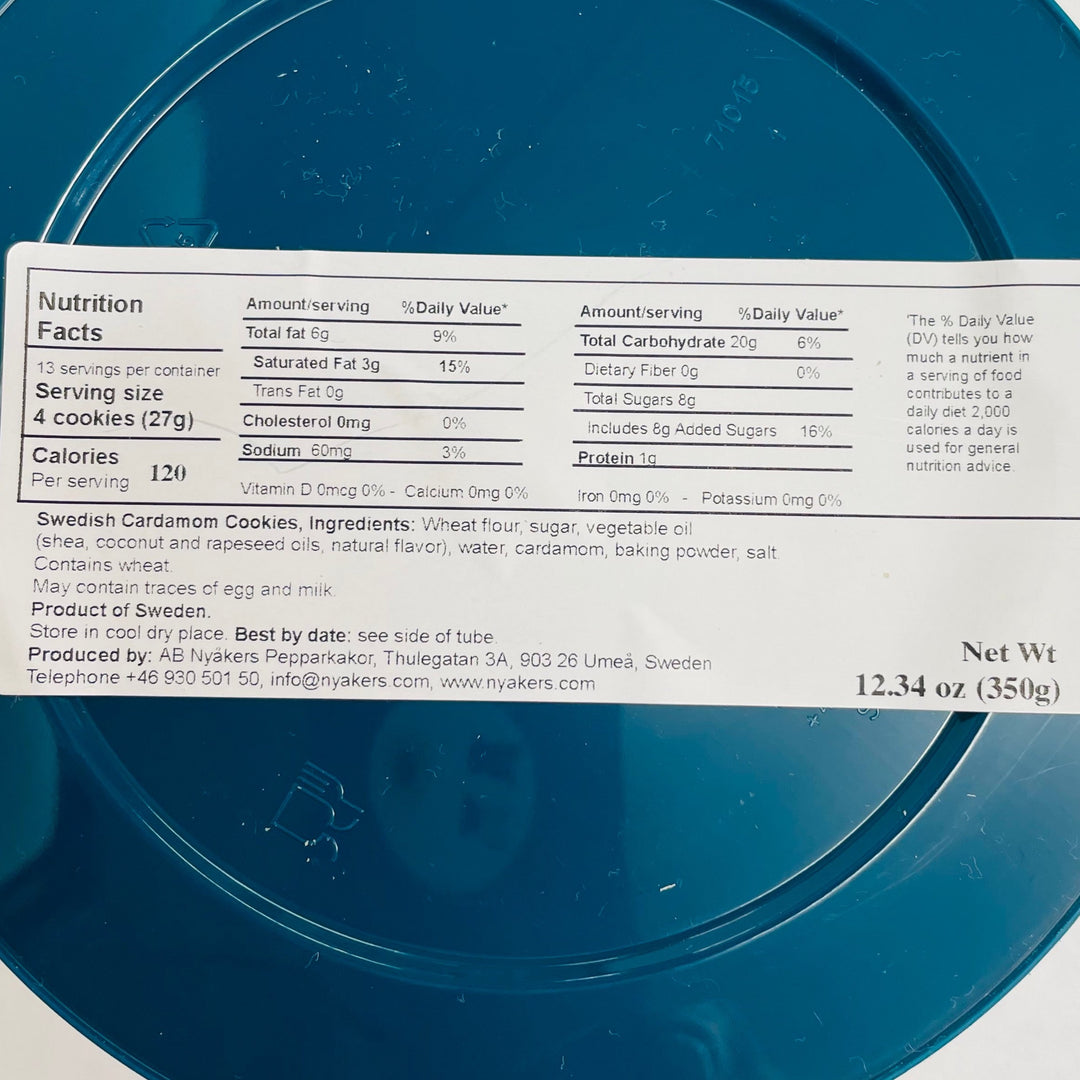 71013
Nutrition
Facts
13 servings per container
Serving size
4 cookies (27g)
Calories
Per serving 120
Amount/serving %Daily Value*
Total fat 6g 9%
Saturated Fat 3g 15%
Trans Fat 0g
Cholesterol 0mg 0%
Sodium 60mg 3%
Vitamin D 0mcg 0% - Calcium 0mg 0%
Amount/serving %Daily Value*
Total Carbohydrate 20g 6%
Dietary Fiber 0g 0%
Total Sugars 8g
includes 8g Added Sugars 16%
Protein 1g
Iron 0mg 0% - Potassium 0mg 0%
*The % Daily Value
(DV) tells you how
much a nutrient in
a serving of food
contributes to a
daily diet 2,000
calories a day is
used for general
nutrition advice.
Swedish Cardamom Cookies, Ingredients: Wheat flour, sugar, vegetable oil
(shea, coconut and rapeseed oils, natural flavor), water, cardamom, baking powder, salt.
Contains wheat.
May contain traces of egg and milk.
Product of Sweden.
Store in cool dry place. Best by date: see side of tube.
Produced by: AB Nyåkers Pepparkakor, Thulegatan 3A, 903 26 Umeå, Sweden
Telephone +46 930 501 50, info@nyakers.com, www.nyakers.com
Net Wt
12.34 oz (350g)